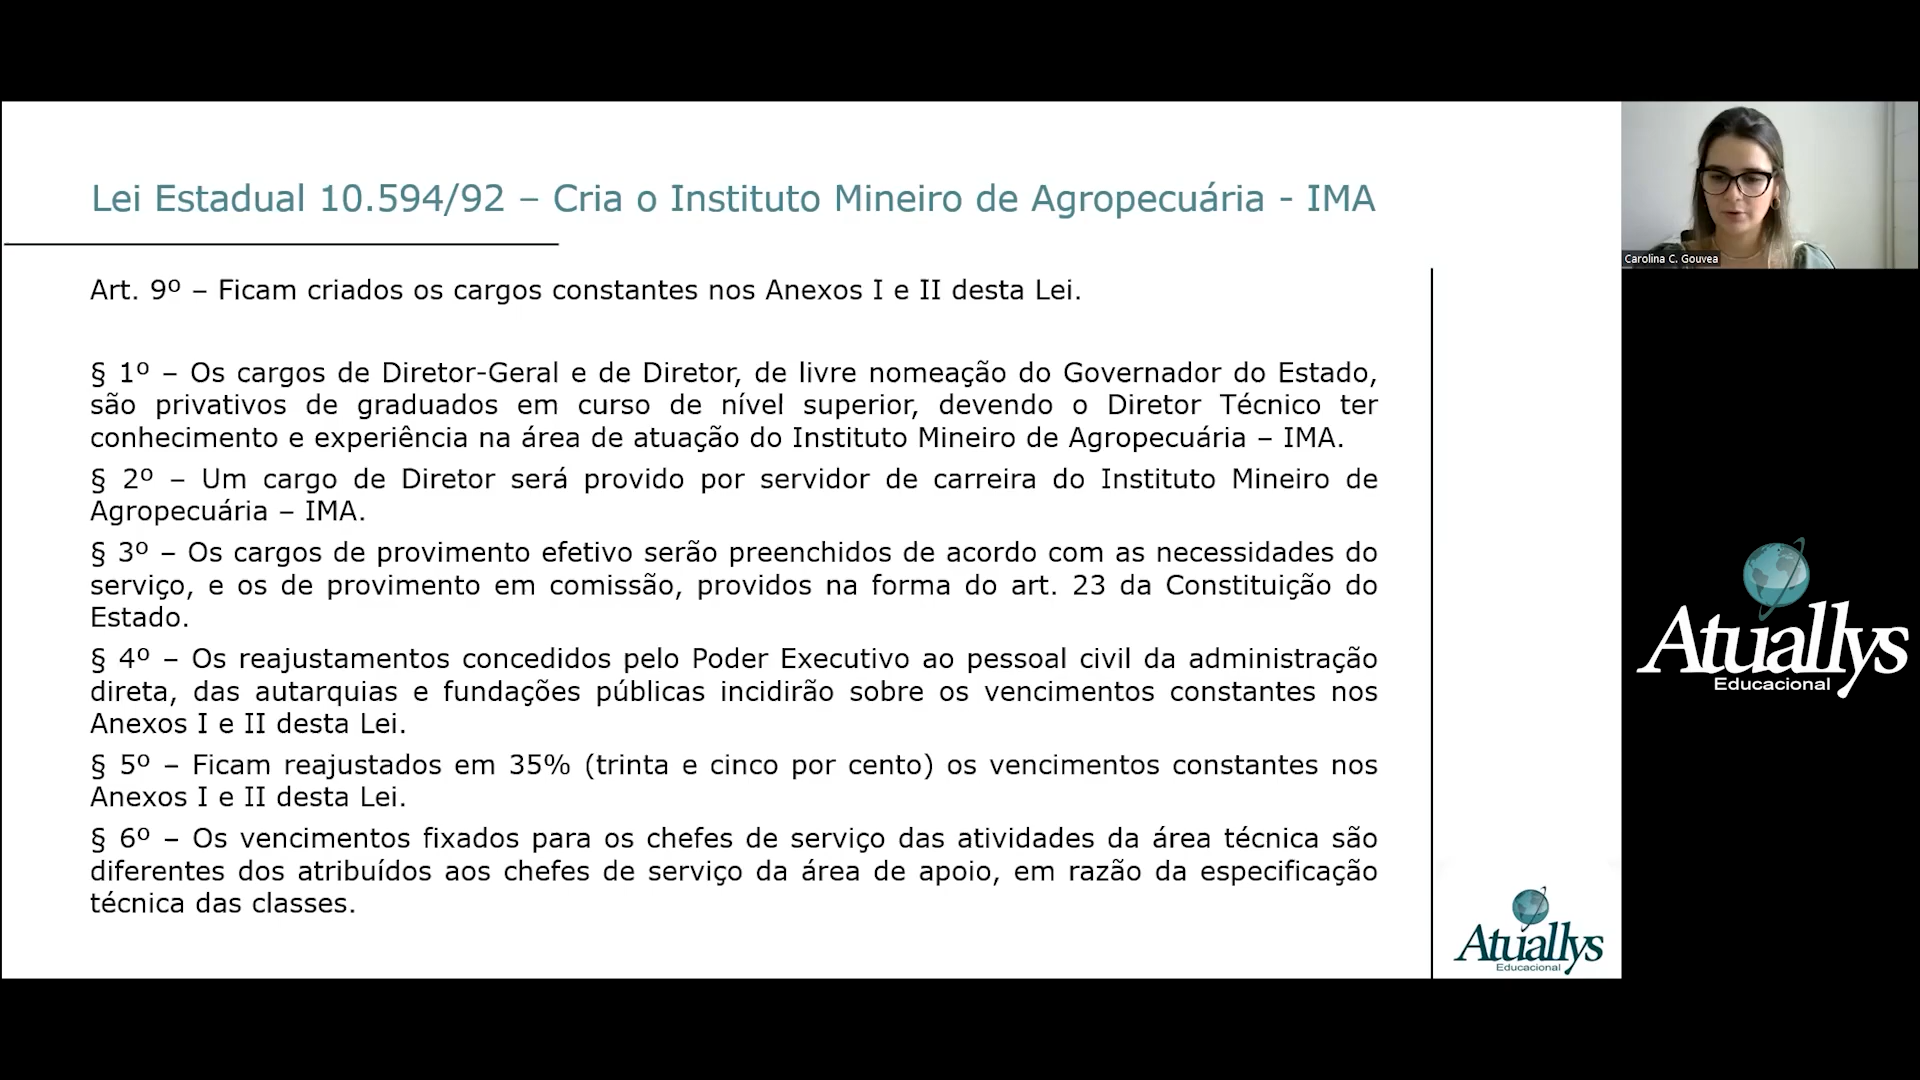 Lei Estadual 10.594/92 – Cria o Instituto Mineiro de Agropecuária - IMA
Art. 9º – Ficam criados os cargos constantes nos Anexos I e II desta Lei.
§ 1º – Os cargos de Diretor-Geral e de Diretor, de livre nomeação do Governador do Estado,
são privativos de graduados em curso de nível superior, devendo o Diretor Técnico ter
conhecimento e experiência na área de atuação do Instituto Mineiro de Agropecuária – IMA.
§ 2º – Um cargo de Diretor será provido por servidor de carreira do Instituto Mineiro de
Agropecuária – IMA.
§ 3º – Os cargos de provimento efetivo serão preenchidos de acordo com as necessidades do
serviço, e os de provimento em comissão, providos na forma do art. 23 da Constituição do
Estado.
§ 4º – Os reajustamentos concedidos pelo Poder Executivo ao pessoal civil da administração
direta, das autarquias e fundações públicas incidirão sobre os vencimentos constantes nos
Anexos I e II desta Lei.
§ 5º – Ficam reajustados em 35% (trinta e cinco por cento) os vencimentos constantes nos
Anexos I e II desta Lei.
§ 6º – Os vencimentos fixados para os chefes de serviço das atividades da área técnica são
diferentes dos atribuídos aos chefes de serviço da área de apoio, em razão da especificação
técnica das classes.
Atuallys
Educacional
Carolina C. Gouvea
Atuallys
Educacional